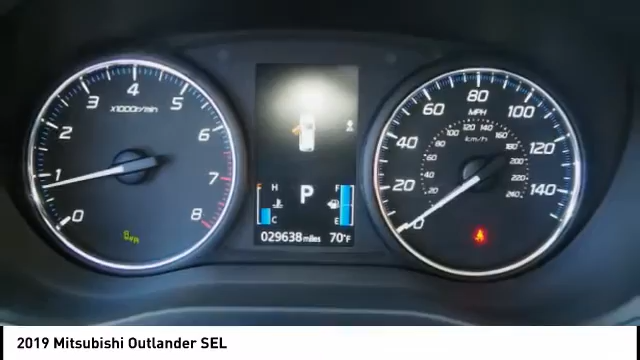 x1000r/min
0
1
2
3
4
5
6
7
8
H
C
P
F
E
029638 miles 70°F
MPH
0
20
40
60
80
100
120
140
km/h
20
40
60
80
100
120
140
160
180
200
220
240
2019 Mitsubishi Outlander SEL